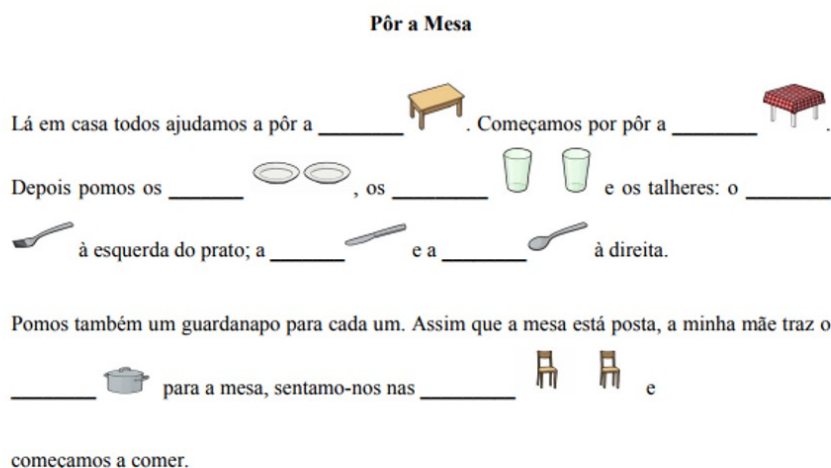 Pôr a Mesa
Lá em casa todos ajudamos a pôr a ________ . Começamos por pôr a ________ .
Depois pomos os _______ , os _________ e os talheres: o ________
à esquerda do prato; a _______ e a ________ à direita.
Pomos também um guardanapo para cada um. Assim que a mesa está posta, a minha mãe traz o
________ para a mesa, sentamo-nos nas _________ e
começamos a comer.